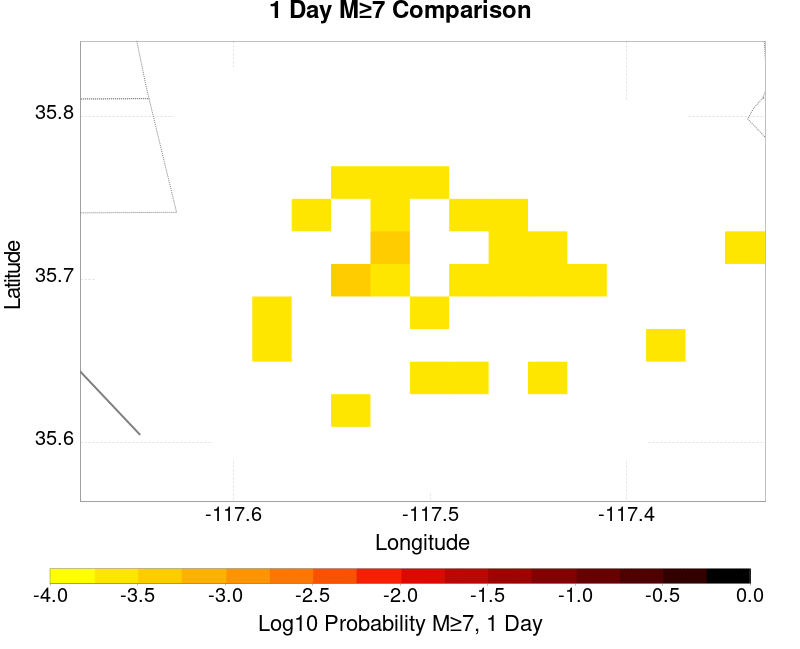 1 Day M≥7 Comparison
35.8
35.7
35.6
Latitude
-117.6 -117.5 -117.4
Longitude
-4.0 -3.5 -3.0 -2.5 -2.0 -1.5 -1.0 -0.5 0.0
Log10 Probability M≥7, 1 Day